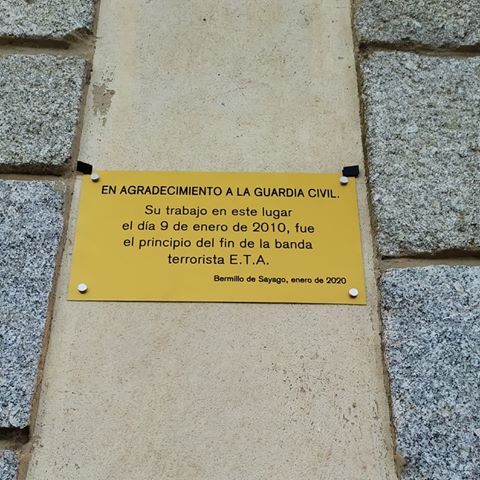 EN AGRADECIMIENTO A LA GUARDIA CIVIL.
Su trabajo en este lugar
el día 9 de enero de 2010, fue
el principio del fin de la banda
terrorista E.T.A.
Bermillo de Sayago, enero de 2020